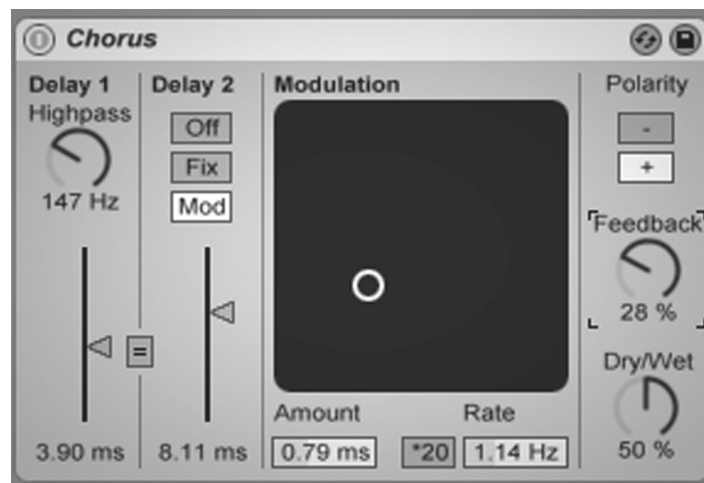 Chorus
Delay 1
Highpass
147 Hz
3.90 ms
=
Delay 2
Off
Fix
Mod
8.11 ms
Modulation
Amount
0.79 ms
*20
Rate
1.14 Hz
Polarity
-
+
Feedback
28 %
Dry/Wet
50 %